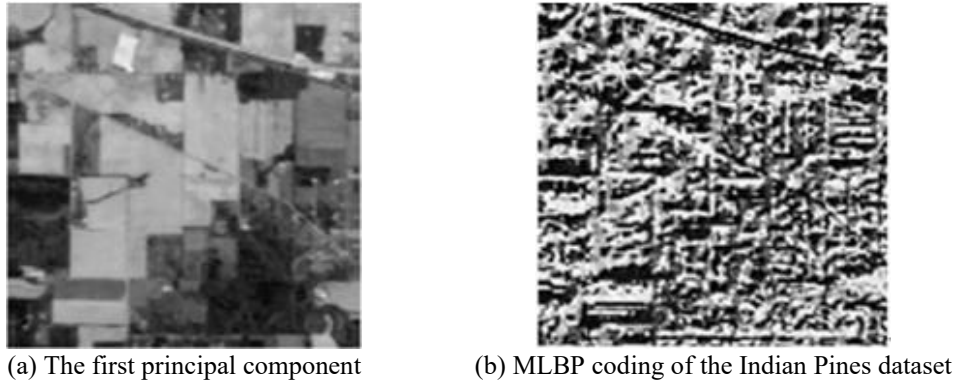 (a) The first principal component
(b) MLBP coding of the Indian Pines dataset